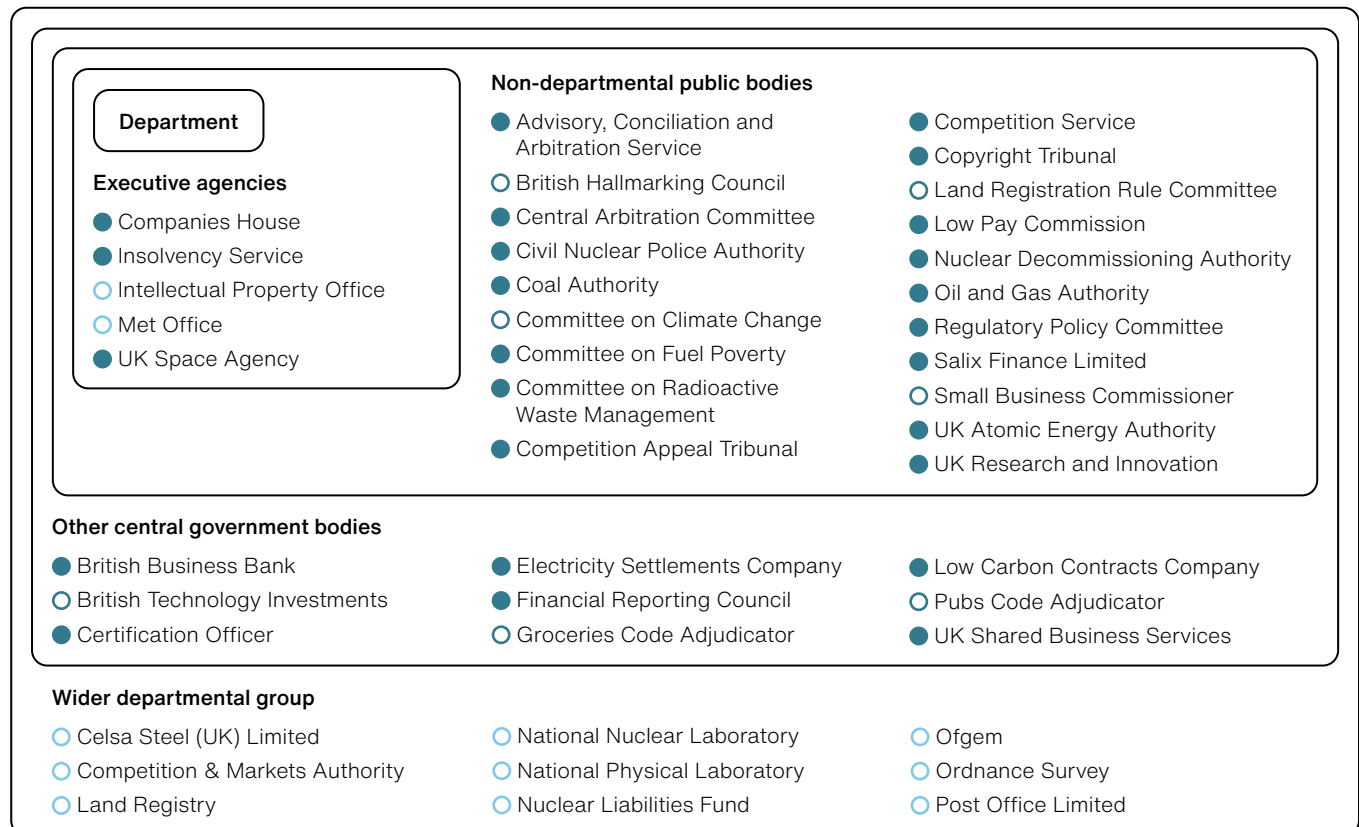 Department
Executive agencies
Companies House
Insolvency Service
Intellectual Property Office
Met Office
UK Space Agency
Non-departmental public bodies
Advisory, Conciliation and
Arbitration Service
British Hallmarking Council
Central Arbitration Committee
Civil Nuclear Police Authority
Coal Authority
Committee on Climate Change
Committee on Fuel Poverty
Committee on Radioactive
Waste Management
Competition Appeal Tribunal
Competition Service
Copyright Tribunal
Land Registration Rule Committee
Low Pay Commission
Nuclear Decommissioning Authority
Oil and Gas Authority
Regulatory Policy Committee
Salix Finance Limited
Small Business Commissioner
UK Atomic Energy Authority
UK Research and Innovation
Other central government bodies
British Business Bank
British Technology Investments
Certification Officer
Electricity Settlements Company
Financial Reporting Council
Groceries Code Adjudicator
Low Carbon Contracts Company
Pubs Code Adjudicator
UK Shared Business Services
Wider departmental group
Celsa Steel (UK) Limited
Competition & Markets Authority
Land Registry
National Nuclear Laboratory
National Physical Laboratory
Nuclear Liabilities Fund
Ofgem
Ordnance Survey
Post Office Limited